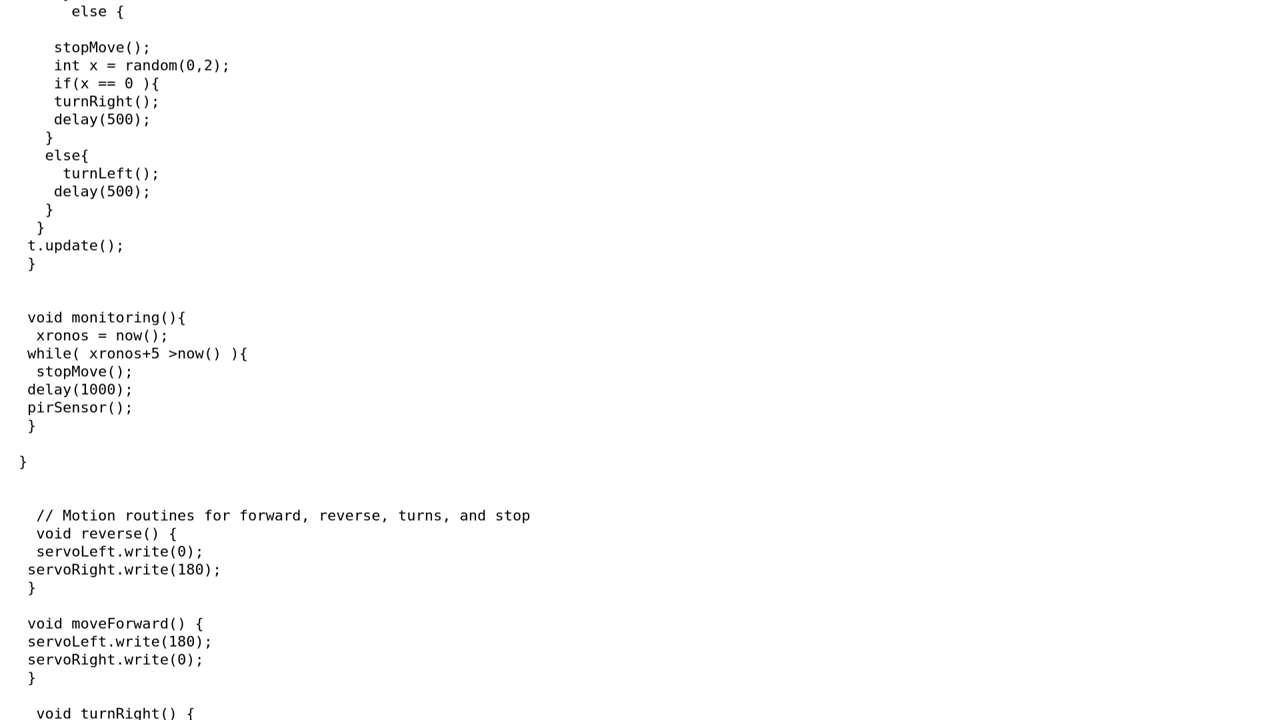 else {
stopMove();
int x = random(0,2);
if(x == 0 ){
turnRight();
delay(500);
}
else{
turnLeft();
delay(500);
}
}
t.update();
}
void monitoring(){
xronos = now();
while( xronos+5 >now() ){
stopMove();
delay(1000);
pirSensor();
}
}
// Motion routines for forward, reverse, turns, and stop
void reverse() {
servoLeft.write(0);
servoRight.write(180);
}
void moveForward() {
servoLeft.write(180);
servoRight.write(0);
}
void turnRight() {